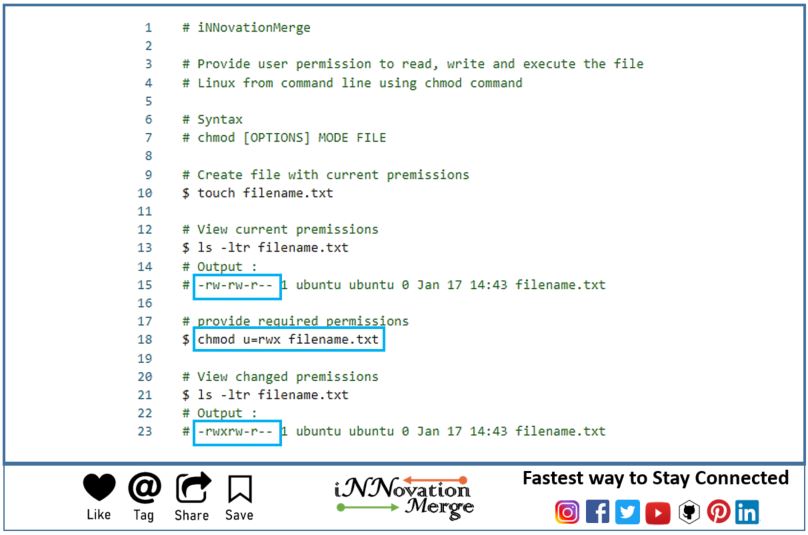 1 # iNNovationMerge
2
3 # Provide user permission to read, write and execute the file
4 # Linux from command line using chmod command
5
6 # Syntax
7 # chmod [OPTIONS] MODE FILE
8
9 # Create file with current premissions
10 $ touch filename.txt
11
12 # View current premissions
13 $ ls -ltr filename.txt
14 # Output :
15 # -rw-rw-r-- 1 ubuntu ubuntu 0 Jan 17 14:43 filename.txt
16
17 # provide required permissions
18 $ chmod u=rwx filename.txt
19
20 # View changed premissions
21 $ ls -ltr filename.txt
22 # Output :
23 # -rwxrw-r-- 1 ubuntu ubuntu 0 Jan 17 14:43 filename.txt
Like Tag Share Save
iNNovation
Merge
Fastest way to Stay Connected